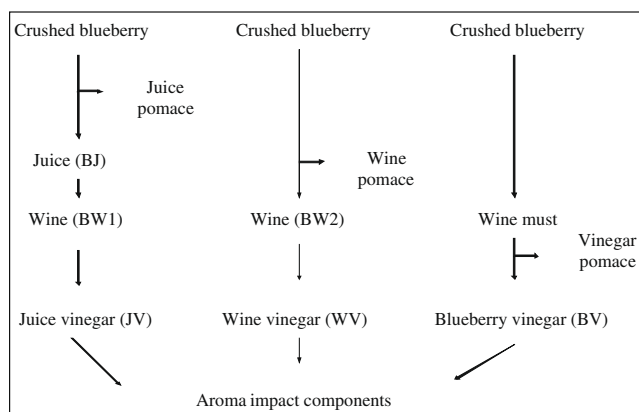 Crushed blueberry Crushed blueberry Crushed blueberry
Juice
pomace
Juice (BJ)
Wine
pomace
Wine (BW1) Wine (BW2) Wine must
Vinegar
pomace
Juice vinegar (JV) Wine vinegar (WV) Blueberry vinegar (BV)
Aroma impact components